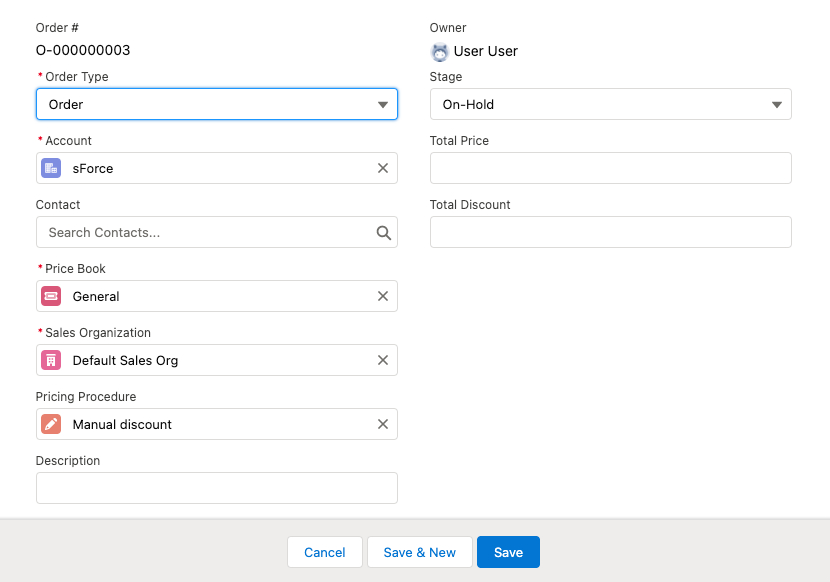 Order #
O-000000003
* Order Type
Order
* Account
sForce
Contact
Search Contacts...
* Price Book
General
* Sales Organization
Default Sales Org
Pricing Procedure
Manual discount
Description
Owner
User User
Stage
On-Hold
Total Price
Total Discount
Cancel
Save & New
Save